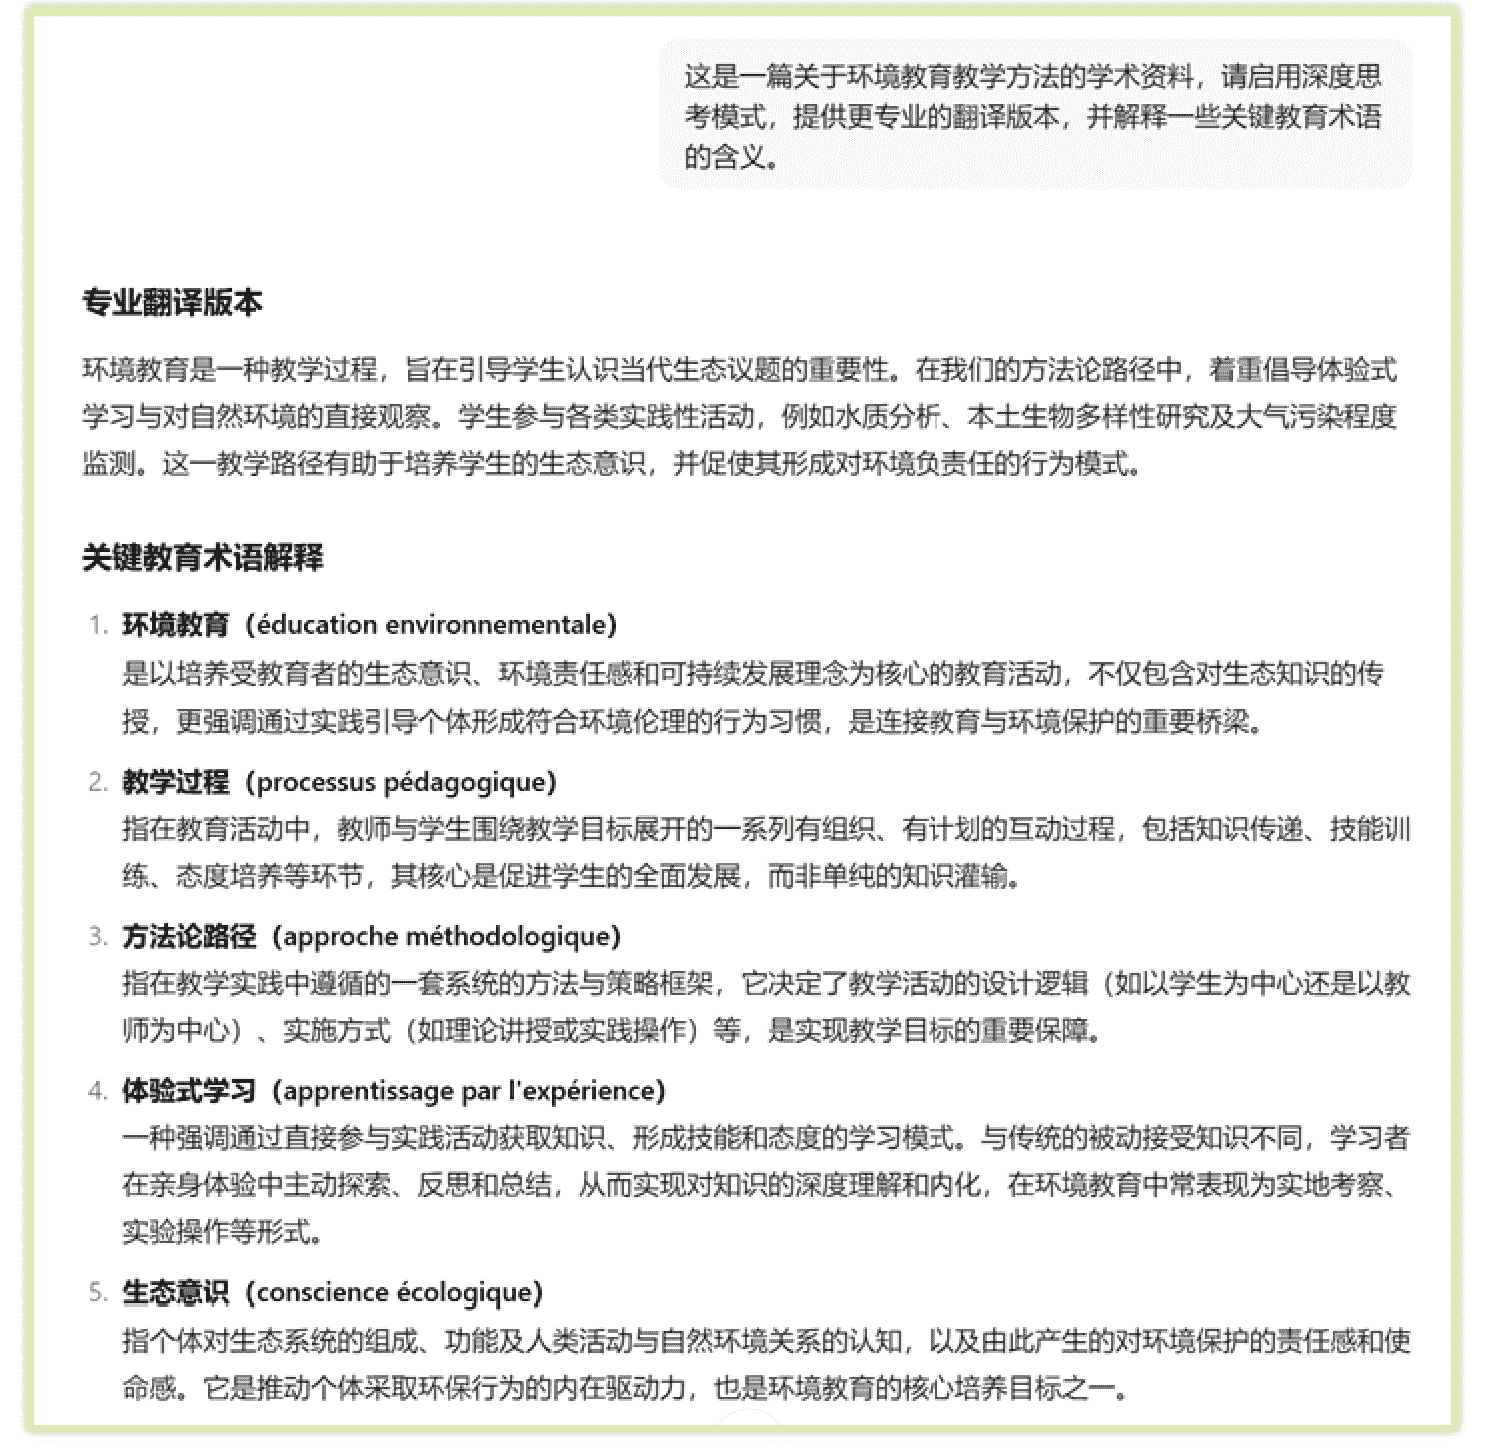 这是一篇关于环境教育教学方法的学术资料，请启用深度思
考模式，提供更专业的翻译版本，并解释一些关键教育术语
的含义。
专业翻译版本
环境教育是一种教学过程，旨在引导学生认识当代生态议题的重要性。在我们的方法论路径中，着重倡导体验式
学习与对自然环境的直接观察。学生参与各类实践性活动，例如水质分析、本土生物多样性研究及大气污染程度
监测。这一教学路径有助于培养学生的生态意识，并促使其形成对环境负责任的行为模式。
关键教育术语解释
1. 环境教育（éducation environnementale）
是以培养受教育者的生态意识、环境责任感和可持续发展理念为核心的教育活动，不仅包含对生态知识的传
授，更强调通过实践引导个体形成符合环境伦理的行为习惯，是连接教育与环境保护的重要桥梁。
2. 教学过程（processus pédagogique）
指在教育活动中，教师与学生围绕教学目标展开的一系列有组织、有计划的互动过程，包括知识传递、技能训
练、态度培养等环节，其核心是促进学生的全面发展，而非单纯的知识灌输。
3. 方法论路径（approche méthodologique）
指在教学实践中遵循的一套系统的方法与策略框架，它决定了教学活动的设计逻辑（如以学生为中心还是以教
师为中心）、实施方式（如理论讲授或实践操作）等，是实现教学目标的重要保障。
4. 体验式学习（apprentissage par l'expérience）
一种强调通过直接参与实践活动获取知识、形成技能和态度的学习模式。与传统的被动接受知识不同，学习者
在亲身体验中主动探索、反思和总结，从而实现对知识的深度理解和内化，在环境教育中常表现为实地考察、
实验操作等形式。
5. 生态意识（conscience écologique）
指个体对生态系统的组成、功能及人类活动与自然环境关系的认知，以及由此产生的对环境保护的责任感和使
命感。它是推动个体采取环保行为的内在驱动力，也是环境教育的核心培养目标之一。